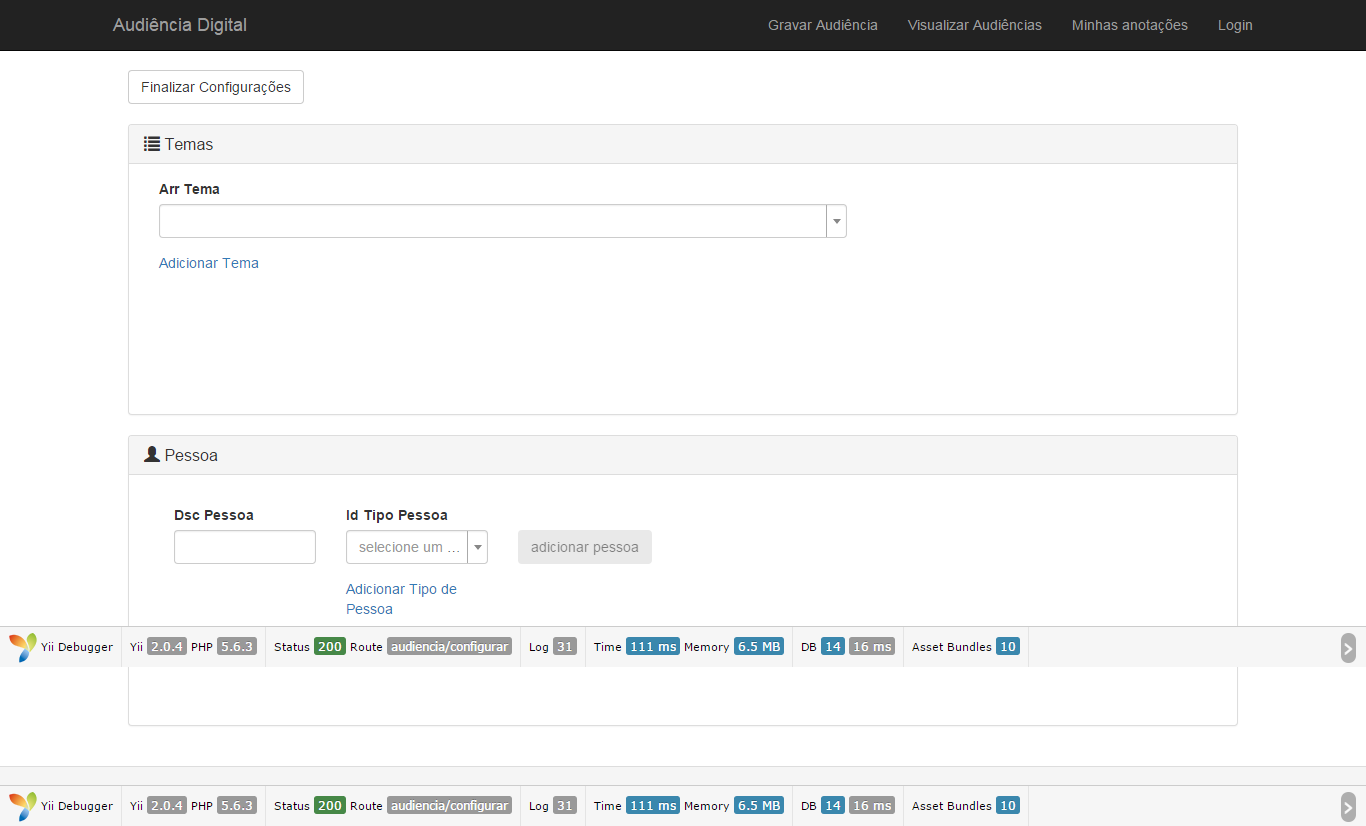 Audiência Digital Gravar Audiência Visualizar Audiências Minhas anotações Login
Finalizar Configurações
Temas
Arr Tema
Adicionar Tema
Pessoa
Dsc Pessoa Id Tipo Pessoa
selecione um ... adicionar pessoa
Adicionar Tipo de
Pessoa
Yii Debugger Yii 2.0.4 PHP 5.6.3 Status 200 Route audiencia/configurar Log 31 Time 111 ms Memory 6.5 MB DB 14 16 ms Asset Bundles 10
Yii Debugger Yii 2.0.4 PHP 5.6.3 Status 200 Route audiencia/configurar Log 31 Time 111 ms Memory 6.5 MB DB 14 16 ms Asset Bundles 10